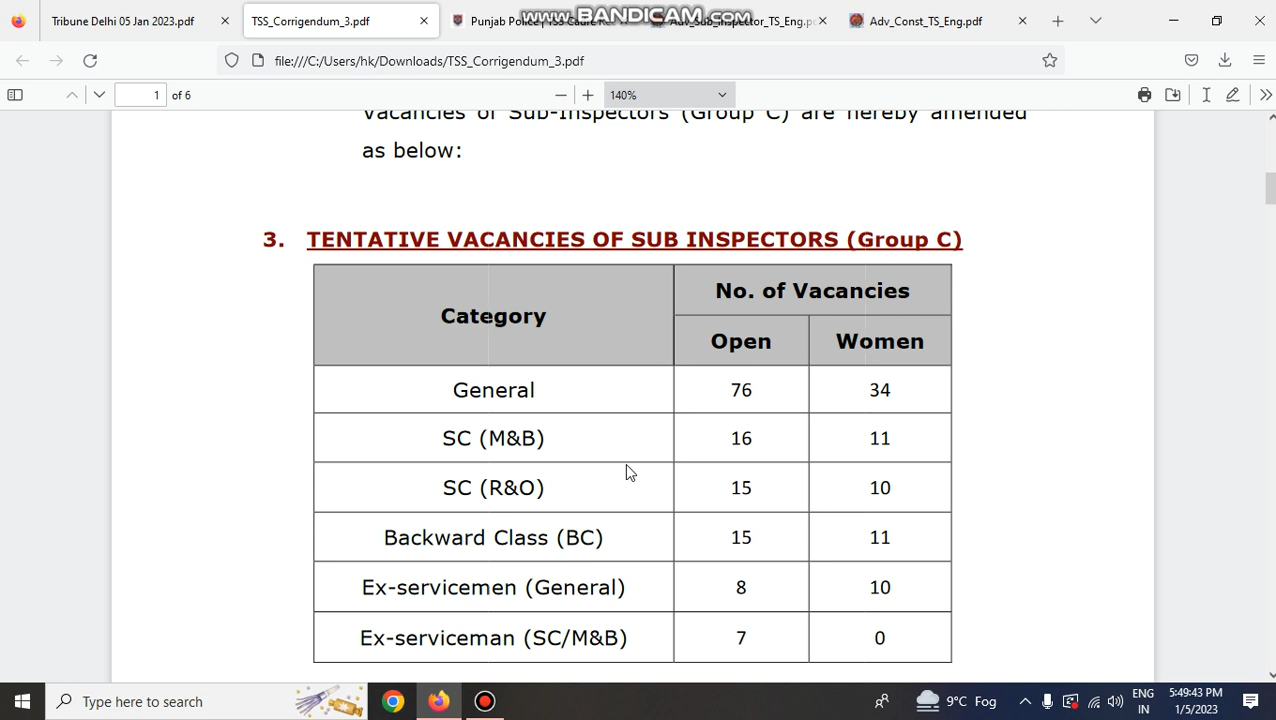 Tribune Delhi 05 Jan 2023.pdf
TSS_Corrigendum_3.pdf
Punjab Police | TSS Cadre
Adv_Sub_Inspector_TS_Eng.p
Adv_Const_TS_Eng.pdf
www.BANDICAM.com
file:///C:/Users/hk/Downloads/TSS_Corrigendum_3.pdf
1 of 6
140%
Vacancies of Sub-Inspectors (Group C) are hereby amended
as below:
3. TENTATIVE VACANCIES OF SUB INSPECTORS (Group C)
Category No. of Vacancies
Open Women
General 76 34
SC (M&B) 16 11
SC (R&O) 15 10
Backward Class (BC) 15 11
Ex-servicemen (General) 8 10
Ex-serviceman (SC/M&B) 7 0
Type here to search
9°C Fog
ENG
IN
5:49:43 PM
1/5/2023